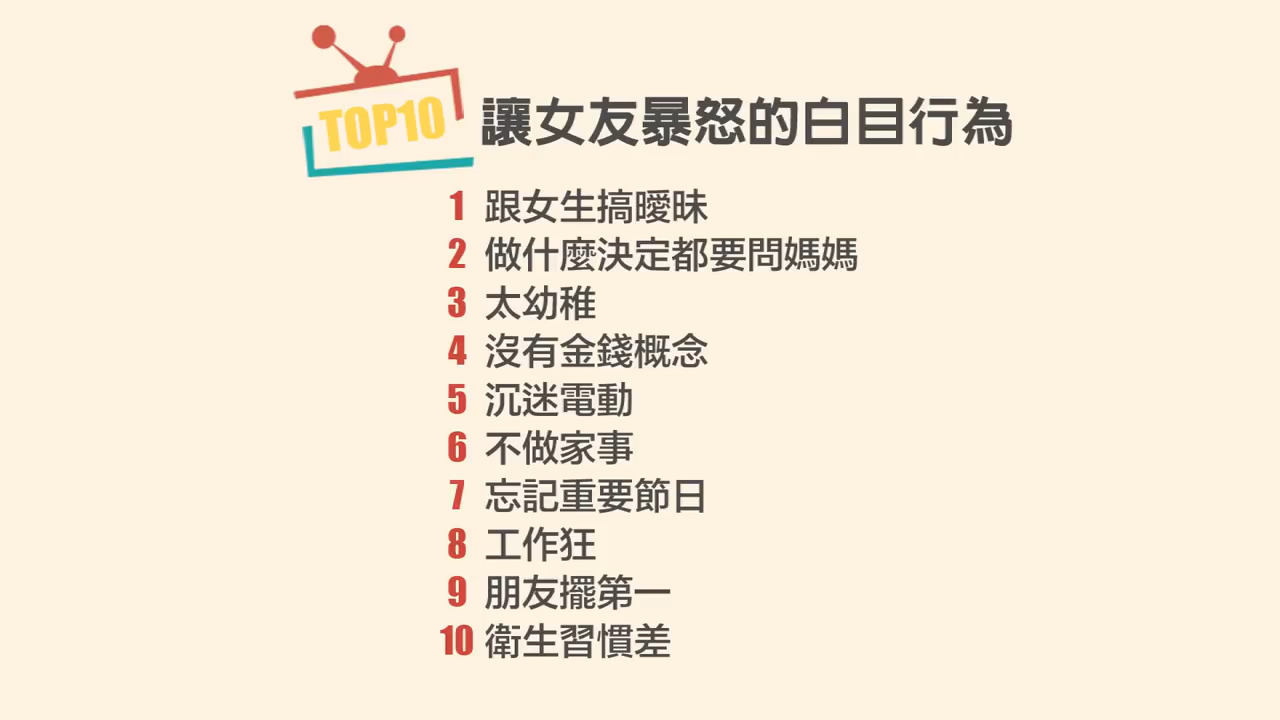 TOP10 讓女友暴怒的白目行為
1 跟女生搞曖昧
2 做什麼決定都要問媽媽
3 太幼稚
4 沒有金錢概念
5 沉迷電動
6 不做家事
7 忘記重要節日
8 工作狂
9 朋友擺第一
10 衛生習慣差